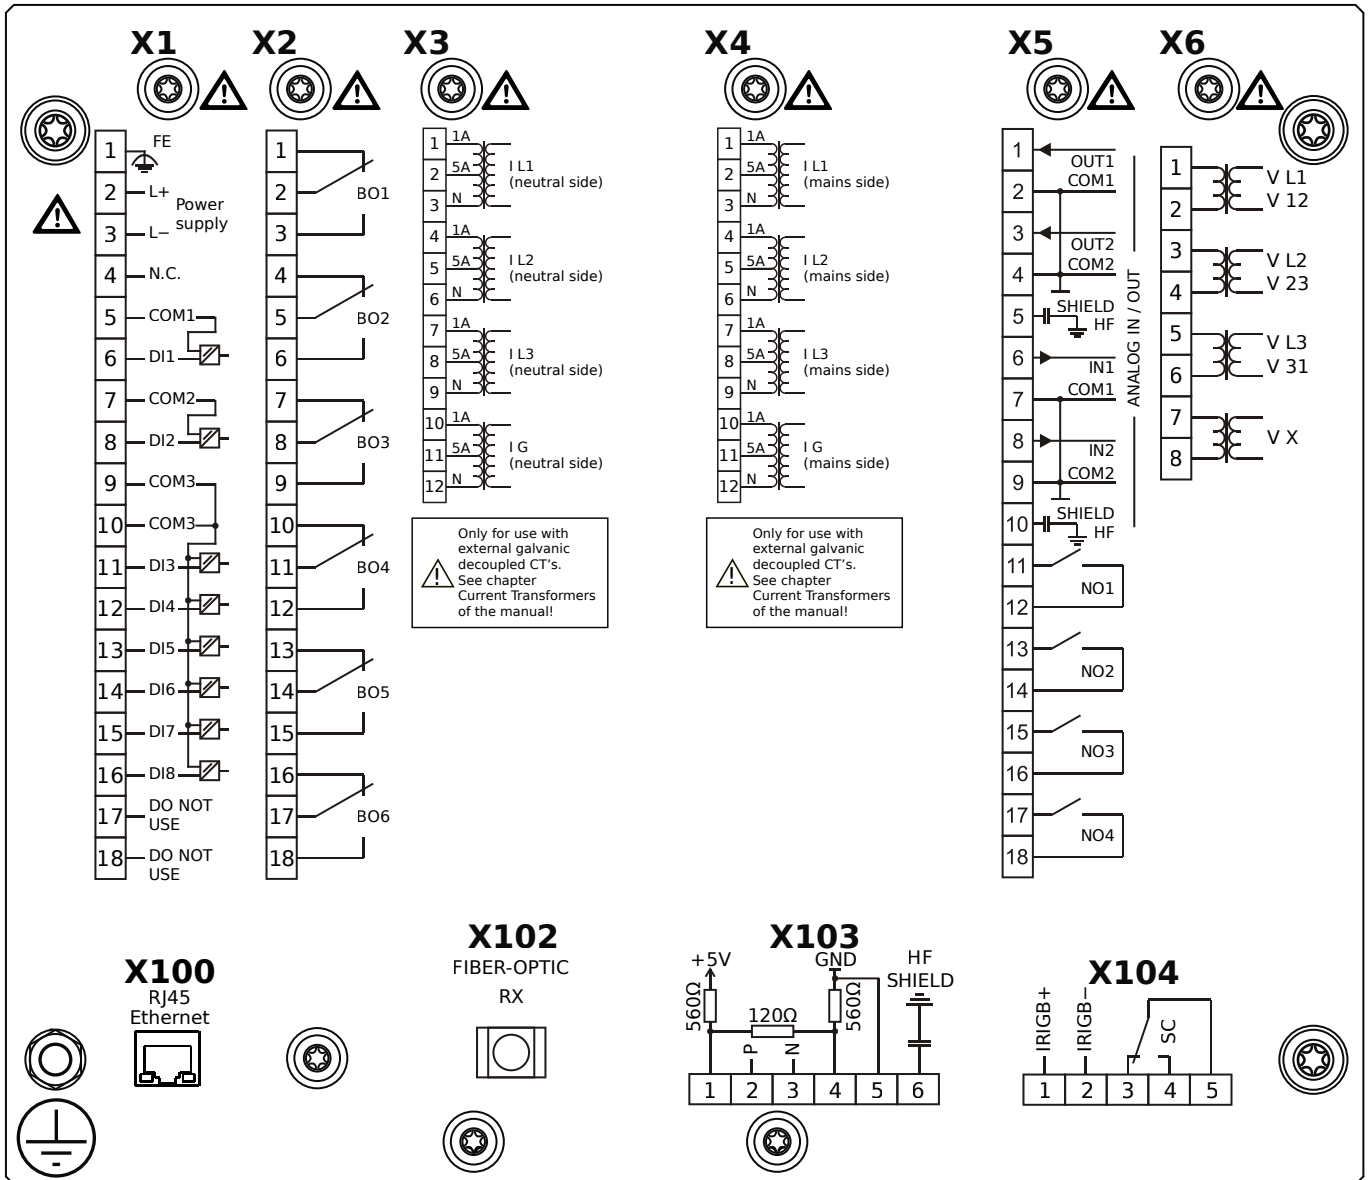 X1
X2
X3
X4
X5
X6
1
FE
2
L+
Power
supply
3
L−
4
N.C.
5
COM1
6
DI1
7
COM2
8
DI2
9
COM3
10
COM3
11
DI3
12
DI4
13
DI5
14
DI6
15
DI7
16
DI8
17
DO NOT
USE
18
DO NOT
USE
1
2
BO1
3
4
5
BO2
6
7
8
BO3
9
10
11
BO4
12
13
14
BO5
15
16
17
BO6
18
1
1A
2
5A
I L1
(neutral side)
3
N
4
1A
5
5A
I L2
(neutral side)
6
N
7
1A
8
5A
I L3
(neutral side)
9
N
10
1A
11
5A
I G
(neutral side)
12
N
Only for use with
external galvanic
decoupled CT's.
See chapter
Current Transformers
of the manual!
1
1A
2
5A
I L1
(mains side)
3
N
4
1A
5
5A
I L2
(mains side)
6
N
7
1A
8
5A
I L3
(mains side)
9
N
10
1A
11
5A
I G
(mains side)
12
N
Only for use with
external galvanic
decoupled CT's.
See chapter
Current Transformers
of the manual!
1
OUT1
2
COM1
3
OUT2
4
COM2
5
SHIELD
HF
6
IN1
7
COM1
8
IN2
9
COM2
10
SHIELD
HF
ANALOG IN / OUT
11
NO1
12
13
NO2
14
15
NO3
16
17
NO4
18
1
V L1
2
V 12
3
V L2
4
V 23
5
V L3
6
V 31
7
V X
8
X100
RJ45
Ethernet
X102
FIBER-OPTIC
RX
X103
+5V
GND
HF
SHIELD
560Ω
120Ω
560Ω
P
N
1 2 3 4 5 6
X104
IRIGB+
IRIGB−
SC
1 2 3 4 5